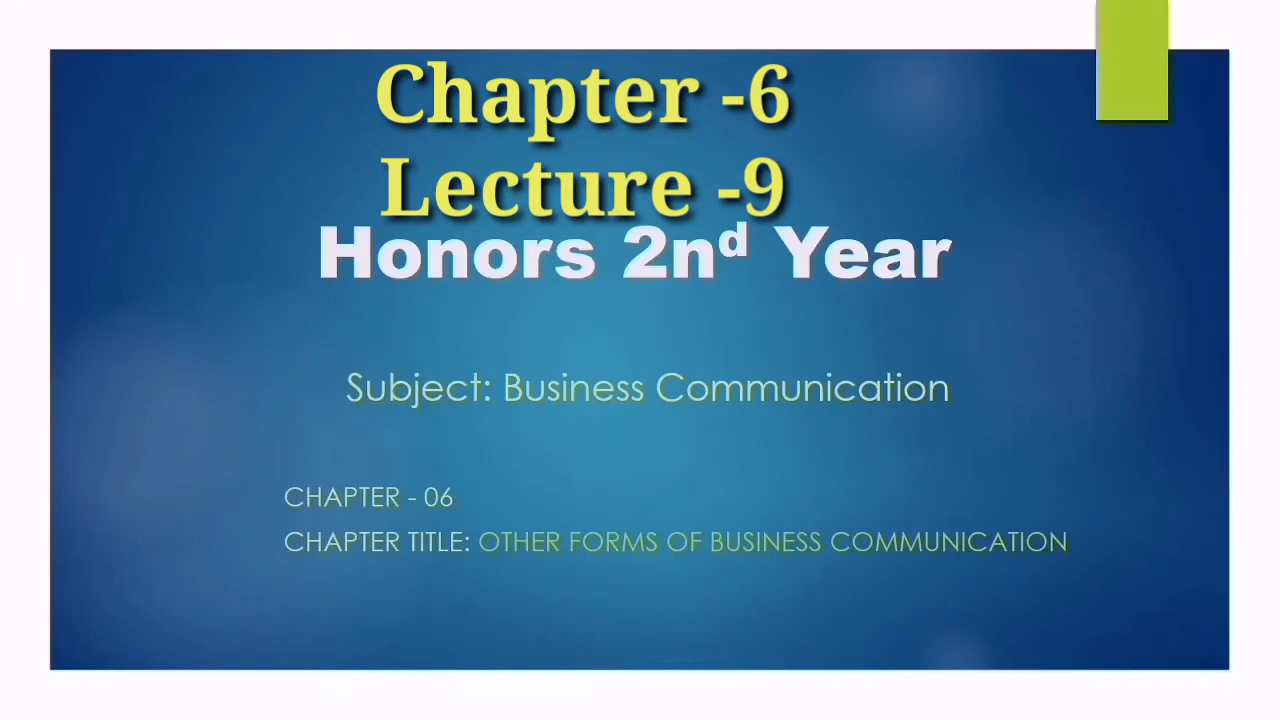 Chapter -6
Lecture -9
Honors 2nd Year
Subject: Business Communication
CHAPTER - 06
CHAPTER TITLE: OTHER FORMS OF BUSINESS COMMUNICATION